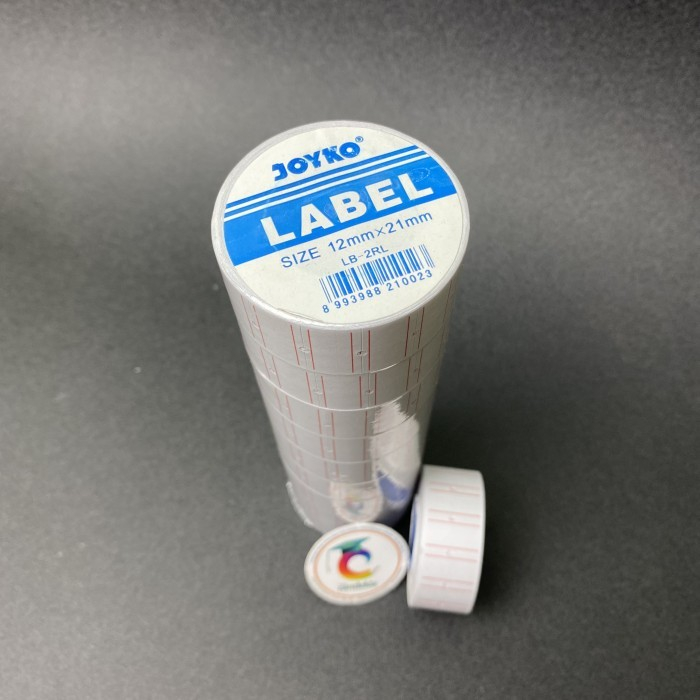 JOYKO®
LABEL
SIZE 12mm×21mm
LB-2RL
8 993988 210023